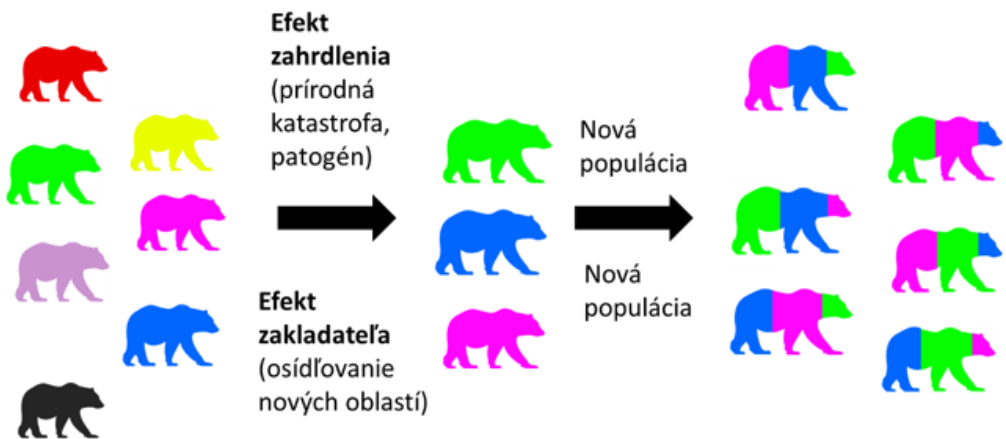 Efekt
zahrdlenia
(prírodná
katastrofa,
patogén)
Efekt
zakladateľa
(osídľovanie
nových oblastí)
Nová
populácia
Nová
populácia